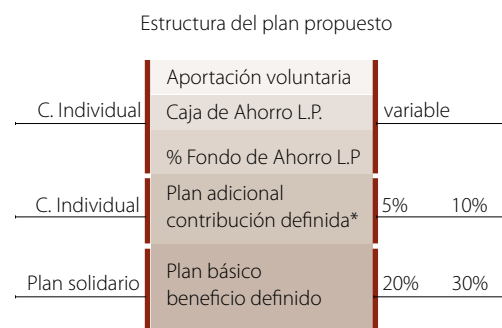 Estructura del plan propuesto
Aportación voluntaria
C. Individual Caja de Ahorro L.P. variable
% Fondo de Ahorro L.P
C. Individual Plan adicional 5% 10%
contribución definida*
Plan solidario Plan básico 20% 30%
beneficio definido